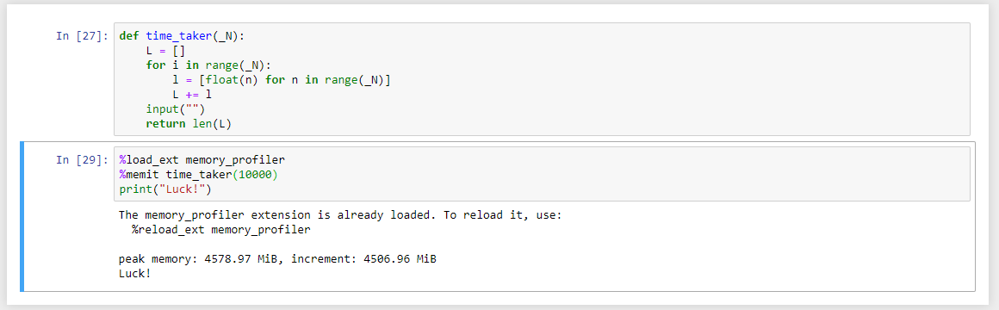 In [27]: def time_taker(_N):
    L = []
    for i in range(_N):
        l = [float(n) for n in range(_N)]
        L += l
    input("")
    return len(L)
In [29]: %load_ext memory_profiler
%memit time_taker(10000)
print("Luck!")
The memory_profiler extension is already loaded. To reload it, use:
  %reload_ext memory_profiler
peak memory: 4578.97 MiB, increment: 4506.96 MiB
Luck!